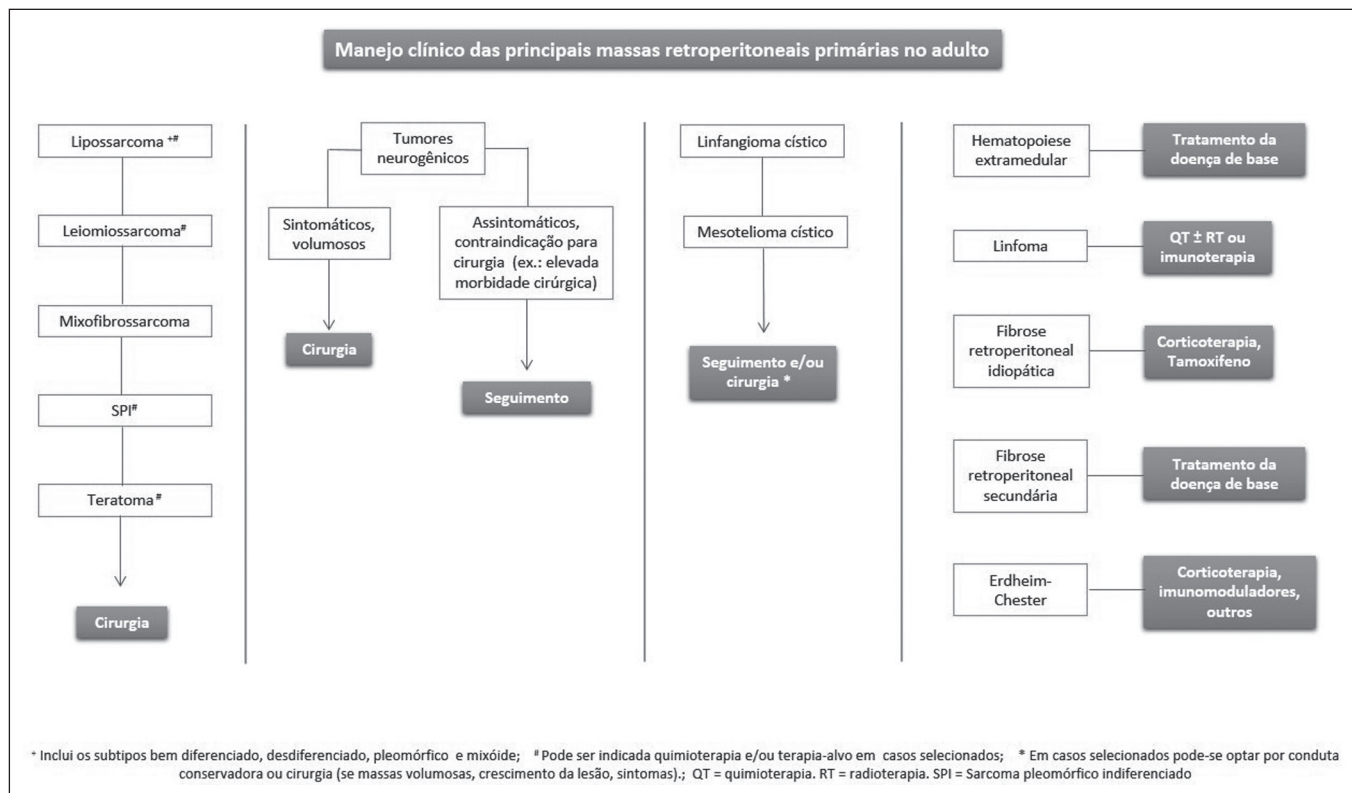 Manejo clínico das principais massas retroperitoneais primárias no adulto
Lipossarcoma +#
Leiomiossarcoma#
Mixofibrossarcoma
SPI#
Teratoma #
Cirurgia
Tumores
neurogênicos
Sintomáticos,
volumosos
Cirurgia
Assintomáticos,
contraindicação para
cirurgia (ex.: elevada
morbidade cirúrgica)
Seguimento
Linfangioma cístico
Mesotelioma cístico
Seguimento e/ou
cirurgia *
Hematopoiese
extramedular
Tratamento da
doença de base
Linfoma
QT ± RT ou
imunoterapia
Fibrose
retroperitoneal
idiopática
Corticoterapia,
Tamoxifeno
Fibrose
retroperitoneal
secundária
Tratamento da
doença de base
Erdheim-
Chester
Corticoterapia,
imunomoduladores,
outros
+ Inclui os subtipos bem diferenciado, desdiferenciado, pleomórfico e mixóide; # Pode ser indicada quimioterapia e/ou terapia-alvo em casos selecionados; * Em casos selecionados pode-se optar por conduta
conservadora ou cirurgia (se massas volumosas, crescimento da lesão, sintomas).; QT = quimioterapia. RT = radioterapia. SPI = Sarcoma pleomórfico indiferenciado